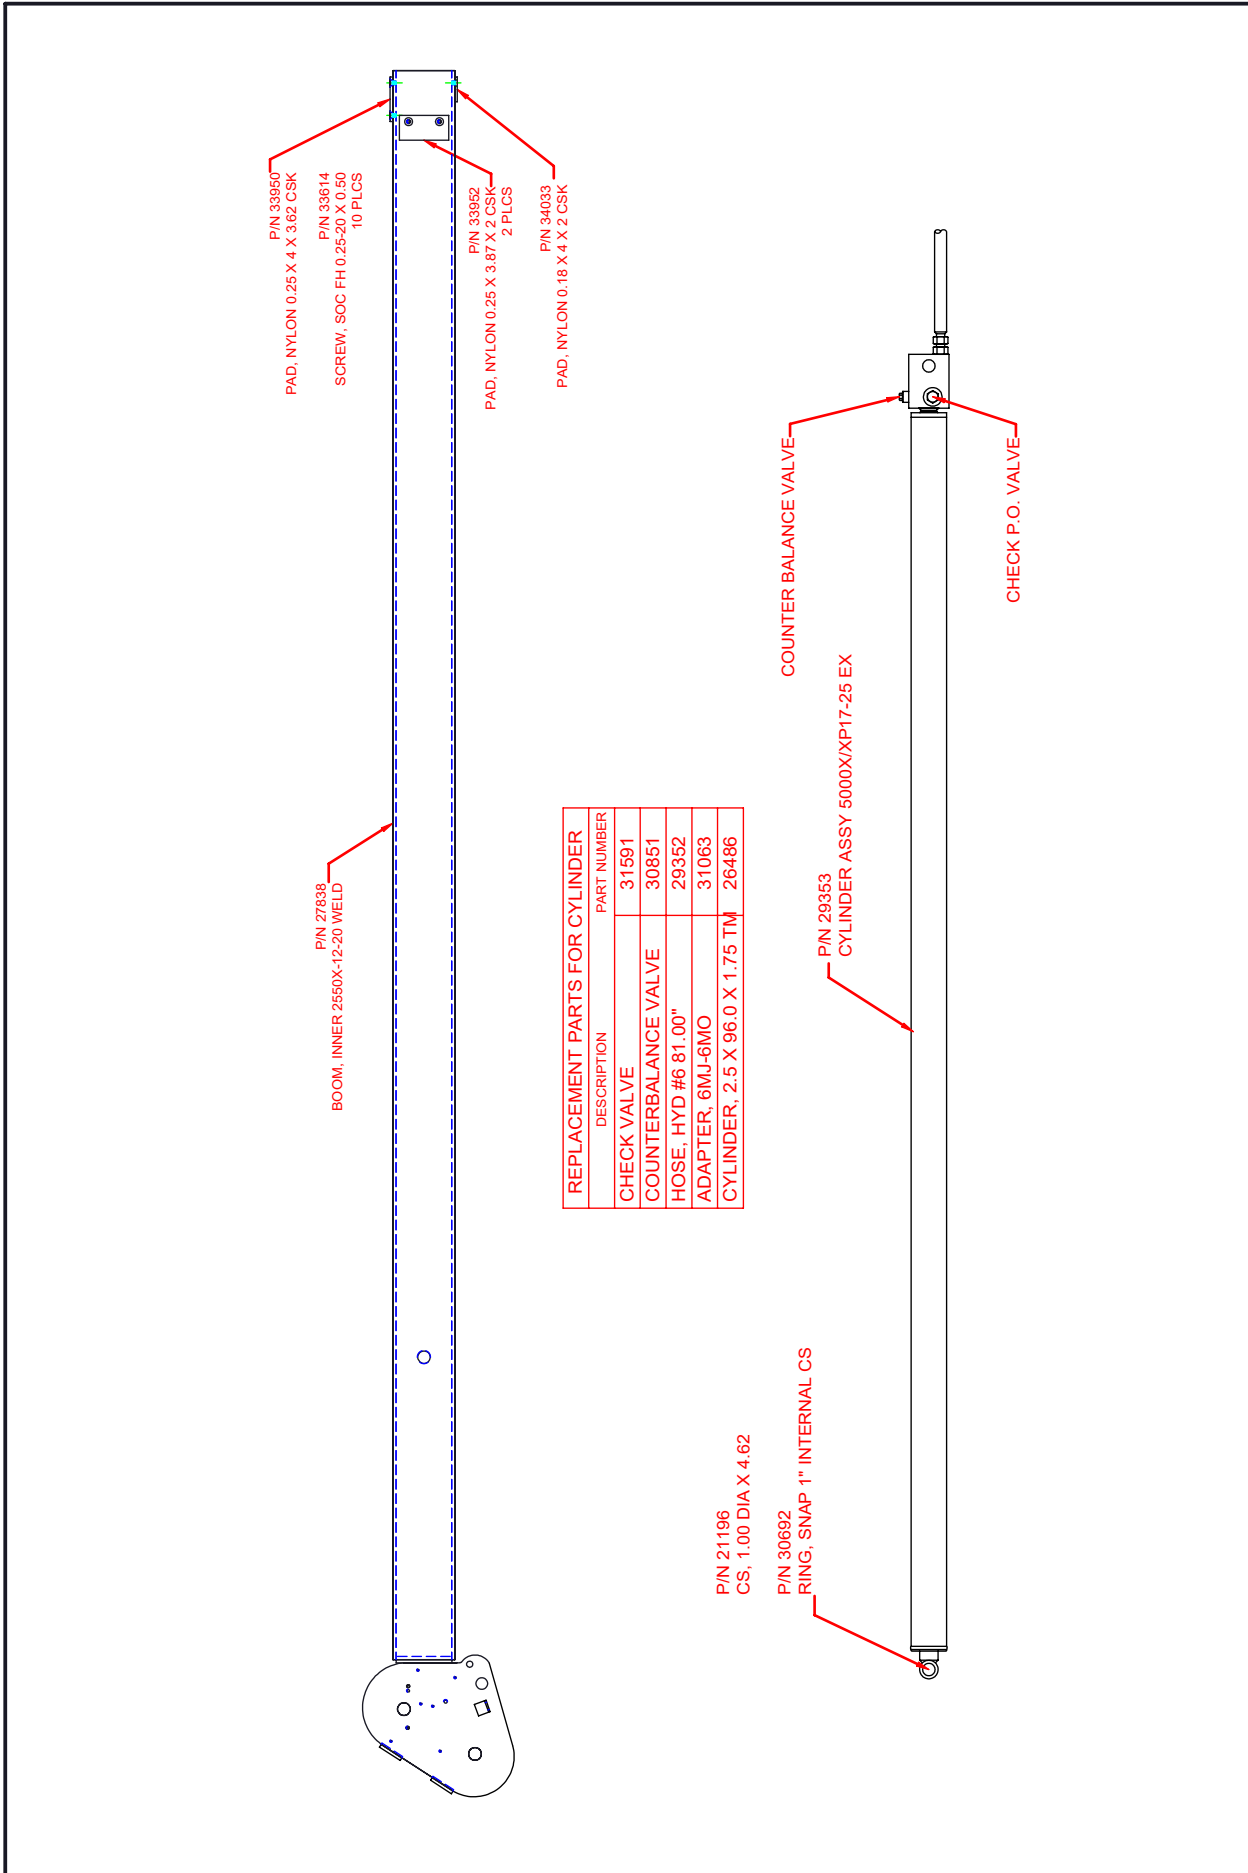 P/N 33950
PAD, NYLON 0.25 X 4 X 3.62 CSK
P/N 33614
SCREW, SOC FH 0.25-20 X 0.50
10 PLCS
P/N 33952
PAD, NYLON 0.25 X 3.87 X 2 CSK
2 PLCS
P/N 34033
PAD, NYLON 0.18 X 4 X 2 CSK
P/N 27838
BOOM, INNER 2550X-12-20 WELD
REPLACEMENT PARTS FOR CYLINDER
DESCRIPTION PART NUMBER
CHECK VALVE 31591
COUNTERBALANCE VALVE 30851
HOSE, HYD #6 81.00" 29352
ADAPTER, 6MJ-6MO 31063
CYLINDER, 2.5 X 96.0 X 1.75 TM 26486
COUNTER BALANCE VALVE
CHECK P.O. VALVE
P/N 29353
CYLINDER ASSY 5000X/XP17-25 EX
P/N 21196
CS, 1.00 DIA X 4.62
P/N 30692
RING, SNAP 1" INTERNAL CS